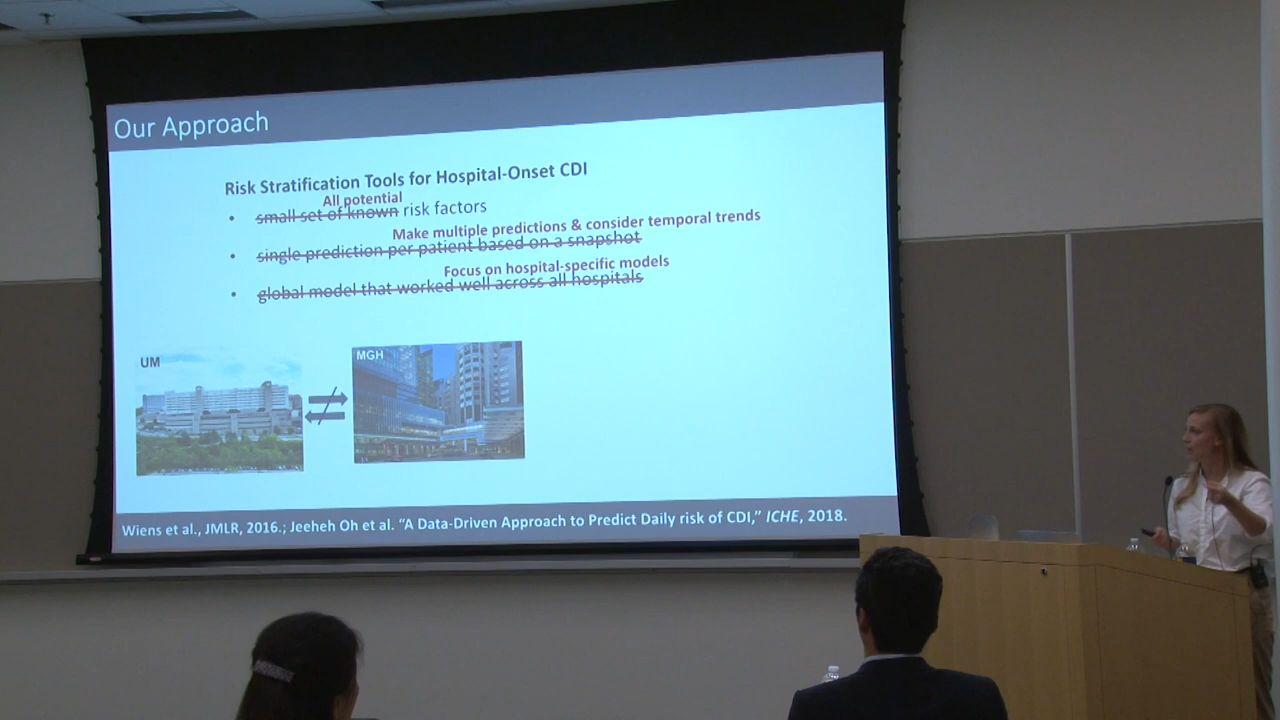 Our Approach
Risk Stratification Tools for Hospital-Onset CDI
All potential
• small set of known risk factors
Make multiple predictions & consider temporal trends
• single prediction per patient based on a snapshot
Focus on hospital-specific models
• global model that worked well across all hospitals
UM
MGH
Wiens et al., JMLR, 2016.; Jeeheh Oh et al. “A Data-Driven Approach to Predict Daily risk of CDI,” ICHE, 2018.